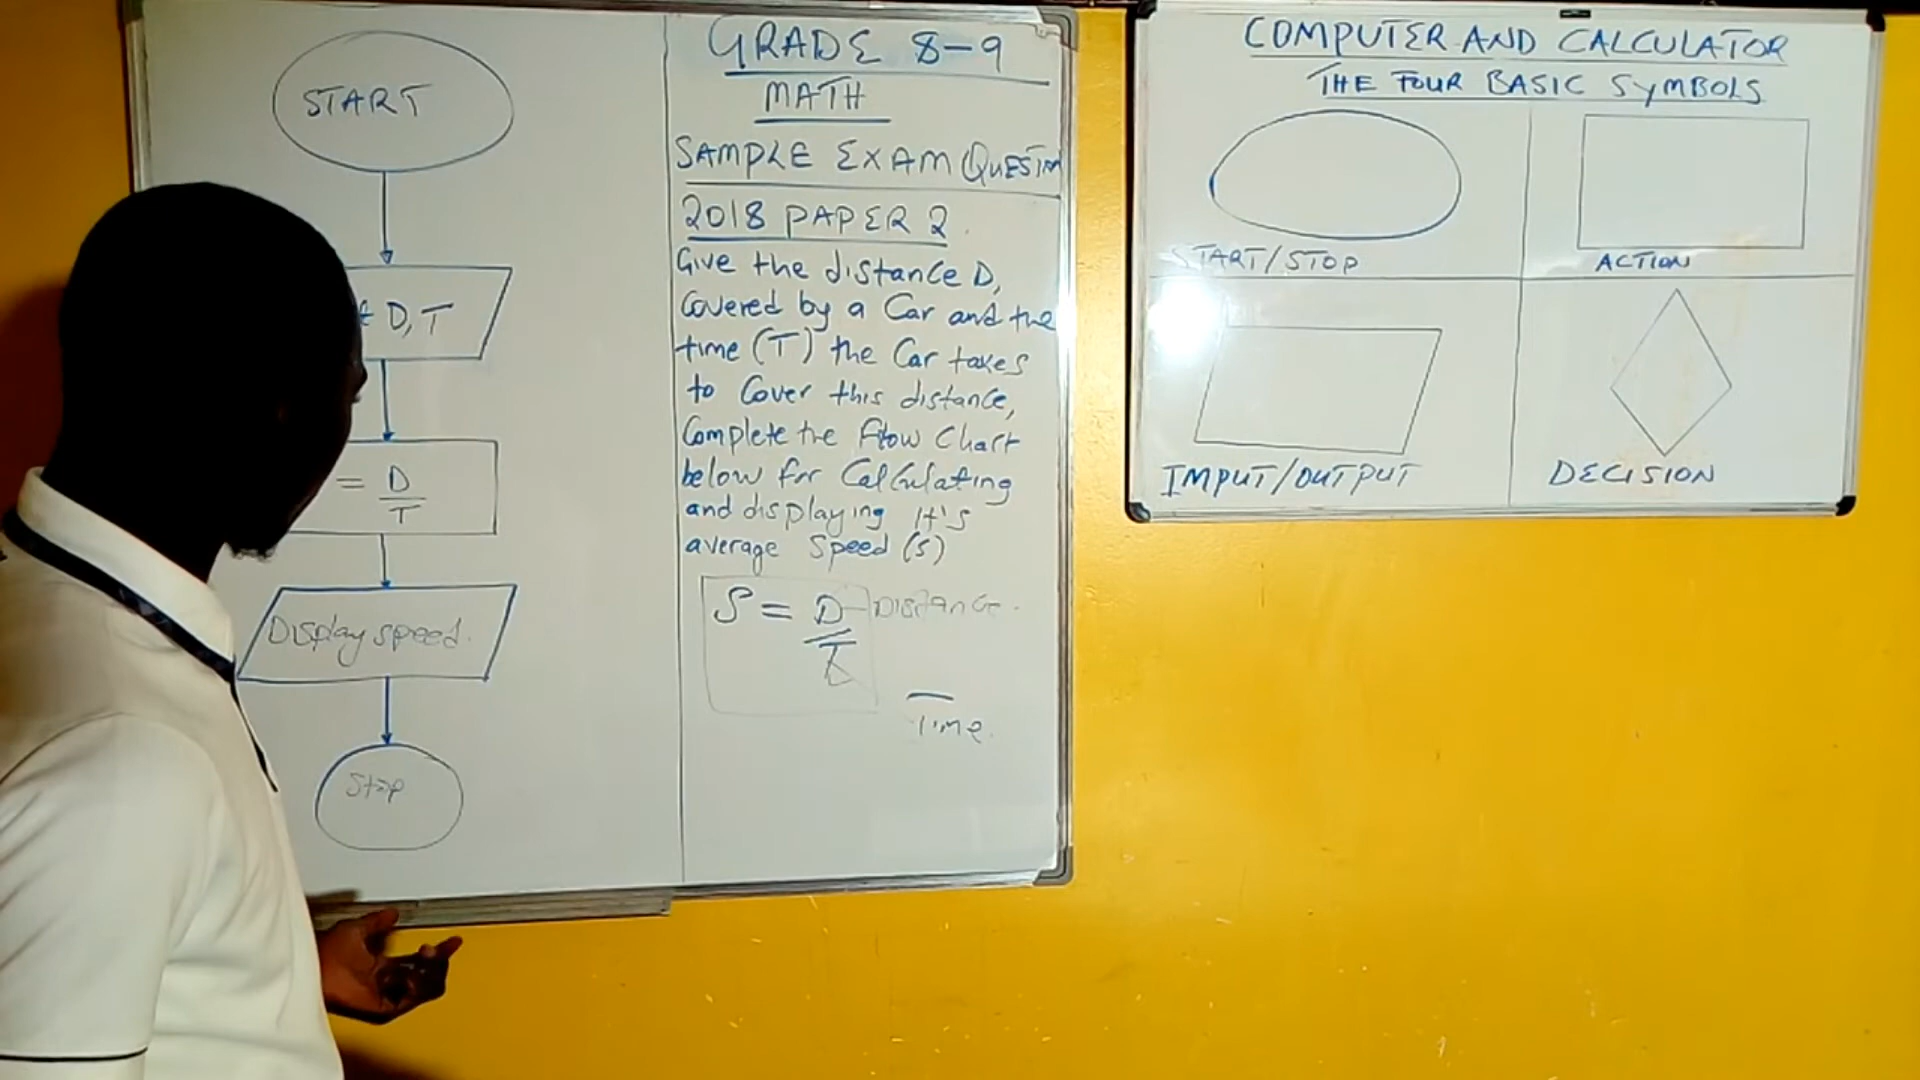 START
D, T
= D
T
Display speed.
Stop
GRADE 8-9
MATH
SAMPLE EXAM
2018 PAPER 2
Give the distance D,
Covered by a Car and the
time (T) the Car takes
to Cover this distance,
Complete the flow Chart
below for Calculating
and displaying it's
average Speed (s)
S = D Distance.
T
Time.
COMPUTER AND CALCULATOR
THE FOUR BASIC SYMBOLS
START/STOP
ACTION
IMPUT/OUTPUT
DECISION